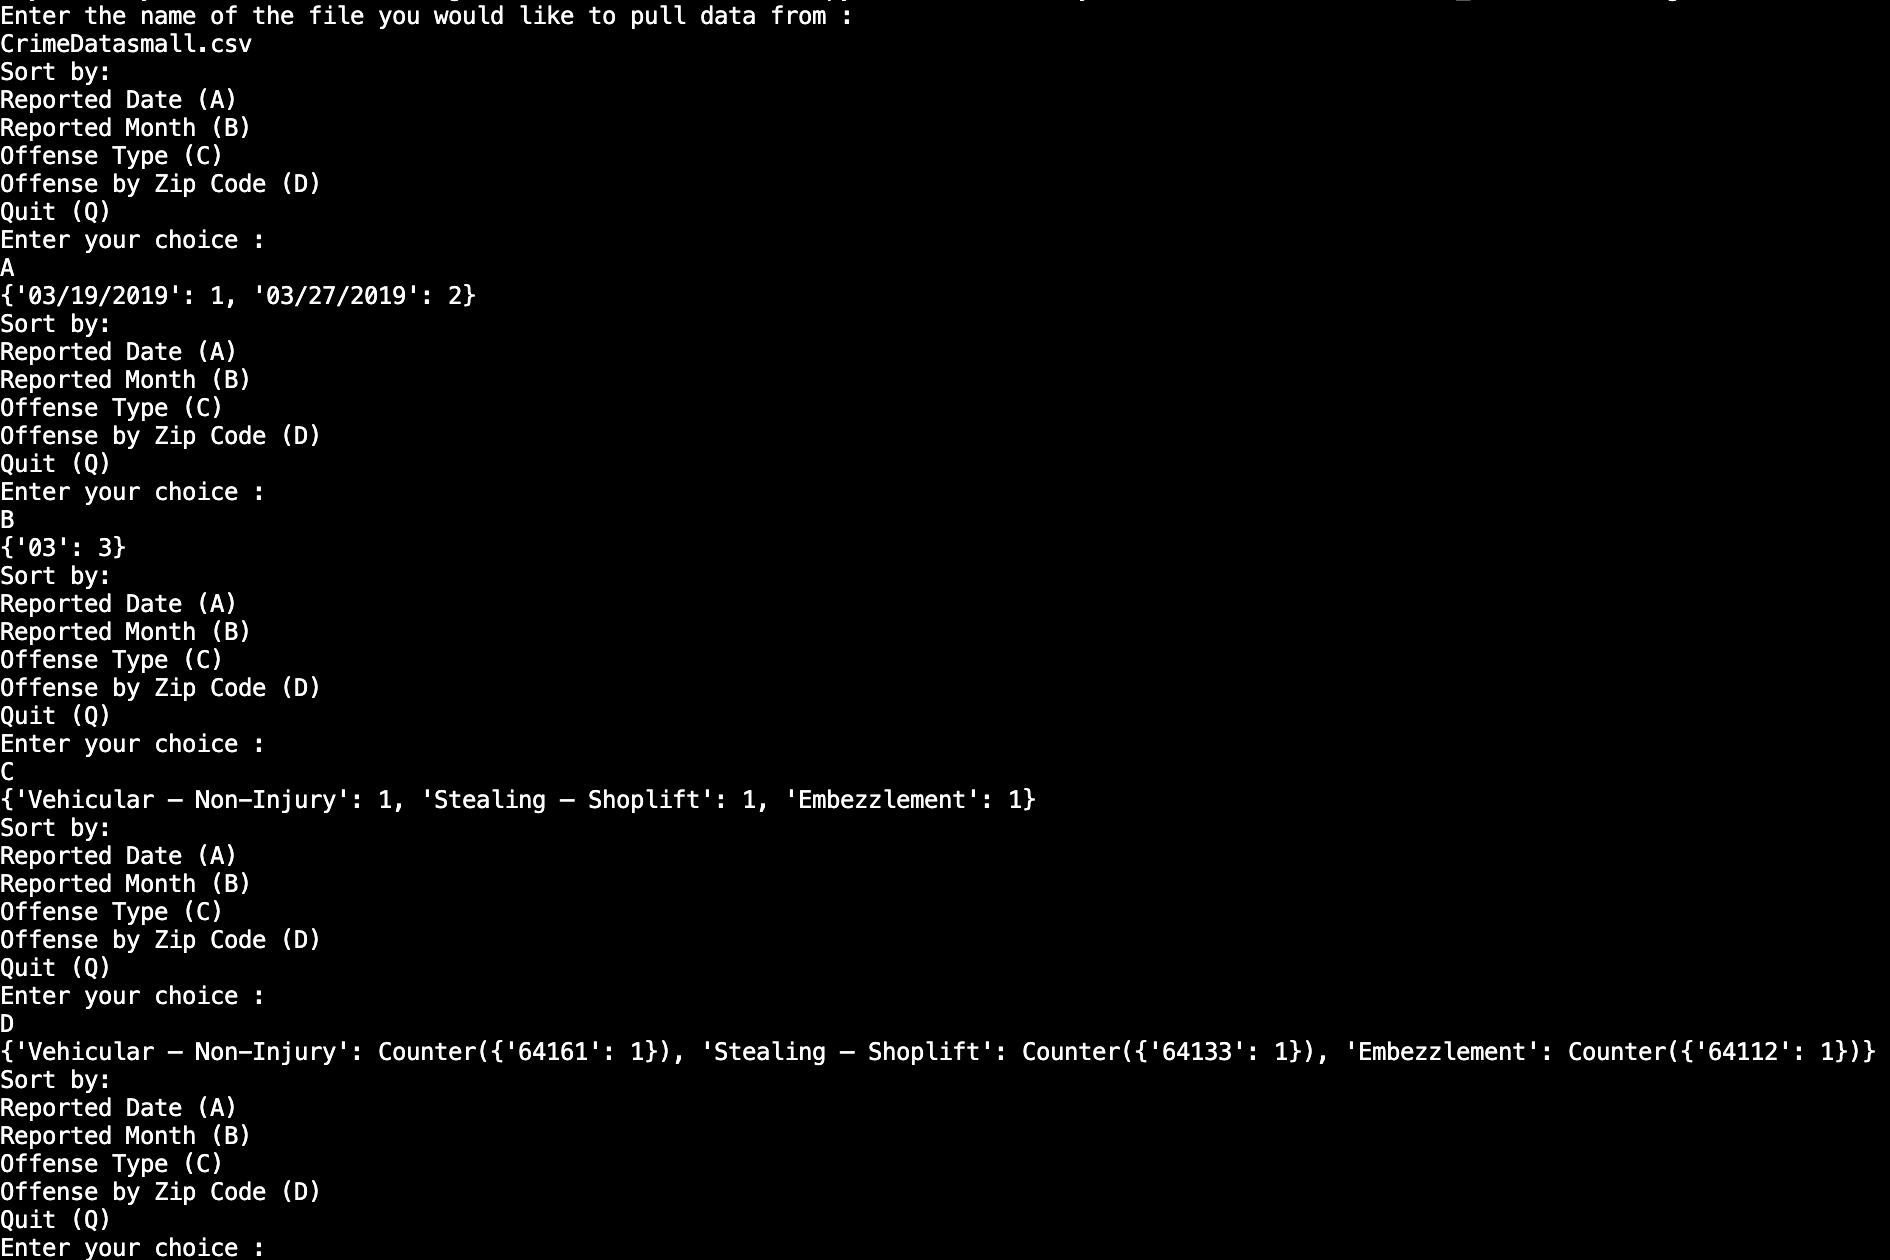 Enter the name of the file you would like to pull data from :
CrimeDatasmall.csv
Sort by:
Reported Date (A)
Reported Month (B)
Offense Type (C)
Offense by Zip Code (D)
Quit (Q)
Enter your choice :
A
{'03/19/2019': 1, '03/27/2019': 2}
Sort by:
Reported Date (A)
Reported Month (B)
Offense Type (C)
Offense by Zip Code (D)
Quit (Q)
Enter your choice :
B
{'03': 3}
Sort by:
Reported Date (A)
Reported Month (B)
Offense Type (C)
Offense by Zip Code (D)
Quit (Q)
Enter your choice :
C
{'Vehicular – Non-Injury': 1, 'Stealing – Shoplift': 1, 'Embezzlement': 1}
Sort by:
Reported Date (A)
Reported Month (B)
Offense Type (C)
Offense by Zip Code (D)
Quit (Q)
Enter your choice :
D
{'Vehicular – Non-Injury': Counter({'64161': 1}), 'Stealing – Shoplift': Counter({'64133': 1}), 'Embezzlement': Counter({'64112': 1})}
Sort by:
Reported Date (A)
Reported Month (B)
Offense Type (C)
Offense by Zip Code (D)
Quit (Q)
Enter your choice :